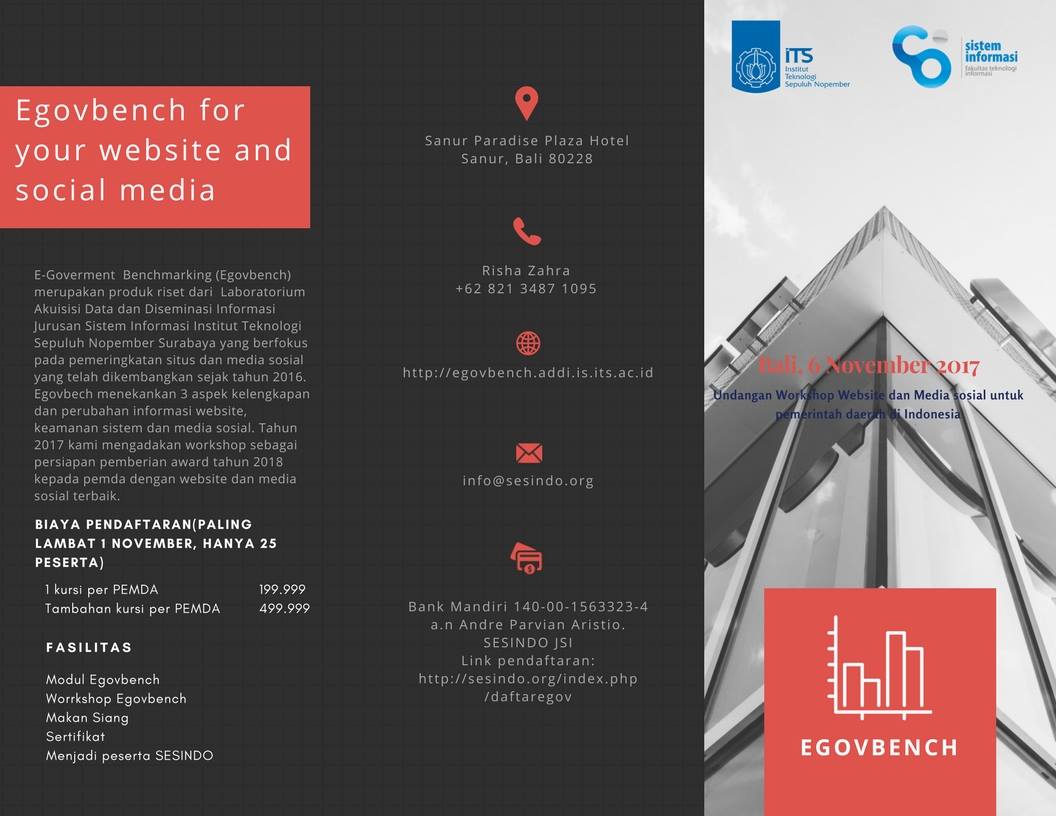 Egovbench for
your website and
social media
E-Goverment Benchmarking (Egovbench)
merupakan produk riset dari Laboratorium
Akuisisi Data dan Diseminasi Informasi
Jurusan Sistem Informasi Institut Teknologi
Sepuluh Nopember Surabaya yang berfokus
pada pemeringkatan situs dan media sosial
yang telah dikembangkan sejak tahun 2016.
Egovbech menekankan 3 aspek kelengkapan
dan perubahan informasi website,
keamanan sistem dan media sosial. Tahun
2017 kami mengadakan workshop sebagai
persiapan pemberian award tahun 2018
kepada pemda dengan website dan media
sosial terbaik.
BIAYA PENDAFTARAN(PALING
LAMBAT 1 NOVEMBER, HANYA 25
PESERTA)
1 kursi per PEMDA 199.999
Tambahan kursi per PEMDA 499.999
FASILITAS
Modul Egovbench
Worrkshop Egovbench
Makan Siang
Sertifikat
Menjadi peserta SESINDO
Sanur Paradise Plaza Hotel
Sanur, Bali 80228
Risha Zahra
+62 821 3487 1095
http://egovbench.addi.is.its.ac.id
info@sesindo.org
Bank Mandiri 140-00-1563323-4
a.n Andre Parvian Aristio.
SESINDO JSI
Link pendaftaran:
http://sesindo.org/index.php
/daftaregov
ITS
Institut
Teknologi
Sepuluh Nopember
sistem
informasi
fakultas teknologi
informasi
Bali, 6 November 2017
Undangan Workshop Website dan Media sosial untuk
pemerintah daerah di Indonesia
EGOVBENCH